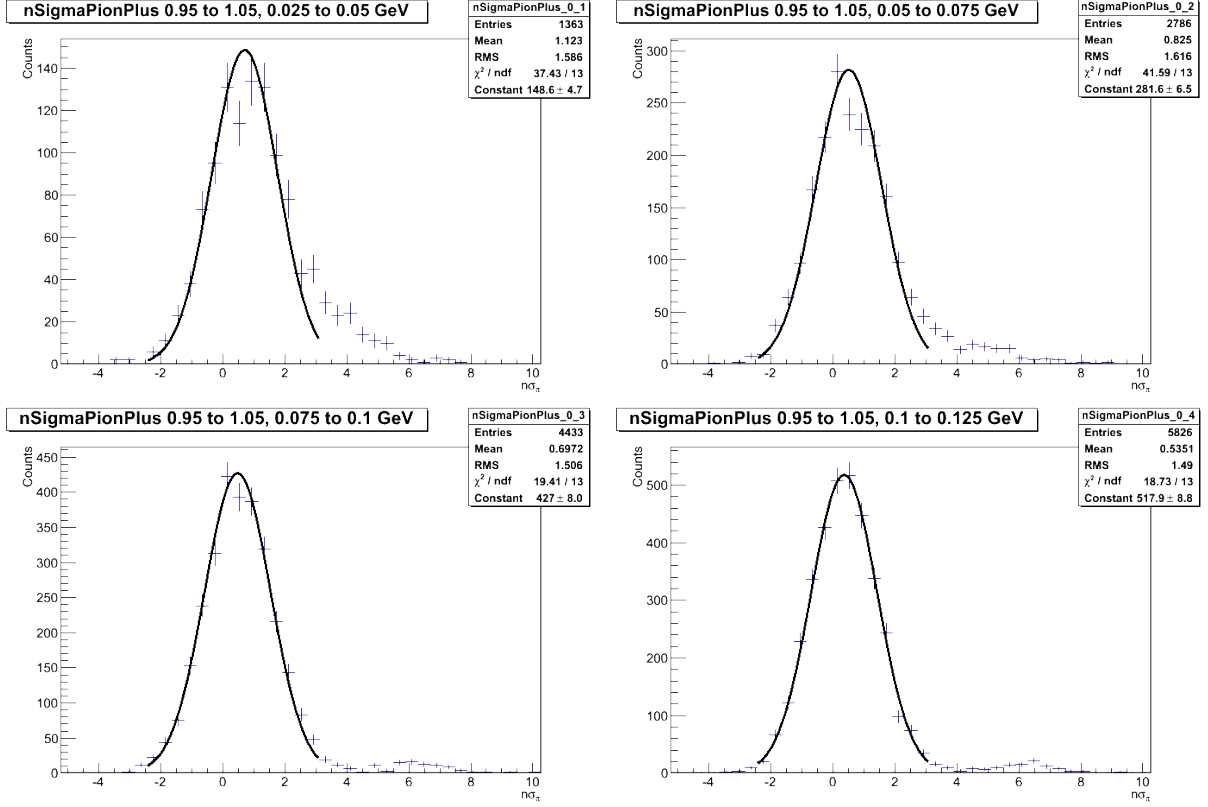 nSigmaPionPlus 0.95 to 1.05, 0.025 to 0.05 GeV
nSigmaPionPlus_0_1
Entries 1363
Mean 1.123
RMS 1.586
χ² / ndf 37.43 / 13
Constant 148.6 ± 4.7
Counts
140
120
100
80
60
40
20
0
-4 -2 0 2 4 6 8 10
nσπ
nSigmaPionPlus 0.95 to 1.05, 0.05 to 0.075 GeV
nSigmaPionPlus_0_2
Entries 2786
Mean 0.825
RMS 1.616
χ² / ndf 41.59 / 13
Constant 281.6 ± 6.5
Counts
300
250
200
150
100
50
0
-4 -2 0 2 4 6 8 10
nσπ
nSigmaPionPlus 0.95 to 1.05, 0.075 to 0.1 GeV
nSigmaPionPlus_0_3
Entries 4433
Mean 0.6972
RMS 1.506
χ² / ndf 19.41 / 13
Constant 427 ± 8.0
Counts
450
400
350
300
250
200
150
100
50
0
-4 -2 0 2 4 6 8 10
nσπ
nSigmaPionPlus 0.95 to 1.05, 0.1 to 0.125 GeV
nSigmaPionPlus_0_4
Entries 5826
Mean 0.5351
RMS 1.49
χ² / ndf 18.73 / 13
Constant 517.9 ± 8.8
Counts
500
400
300
200
100
0
-4 -2 0 2 4 6 8 10
nσπ